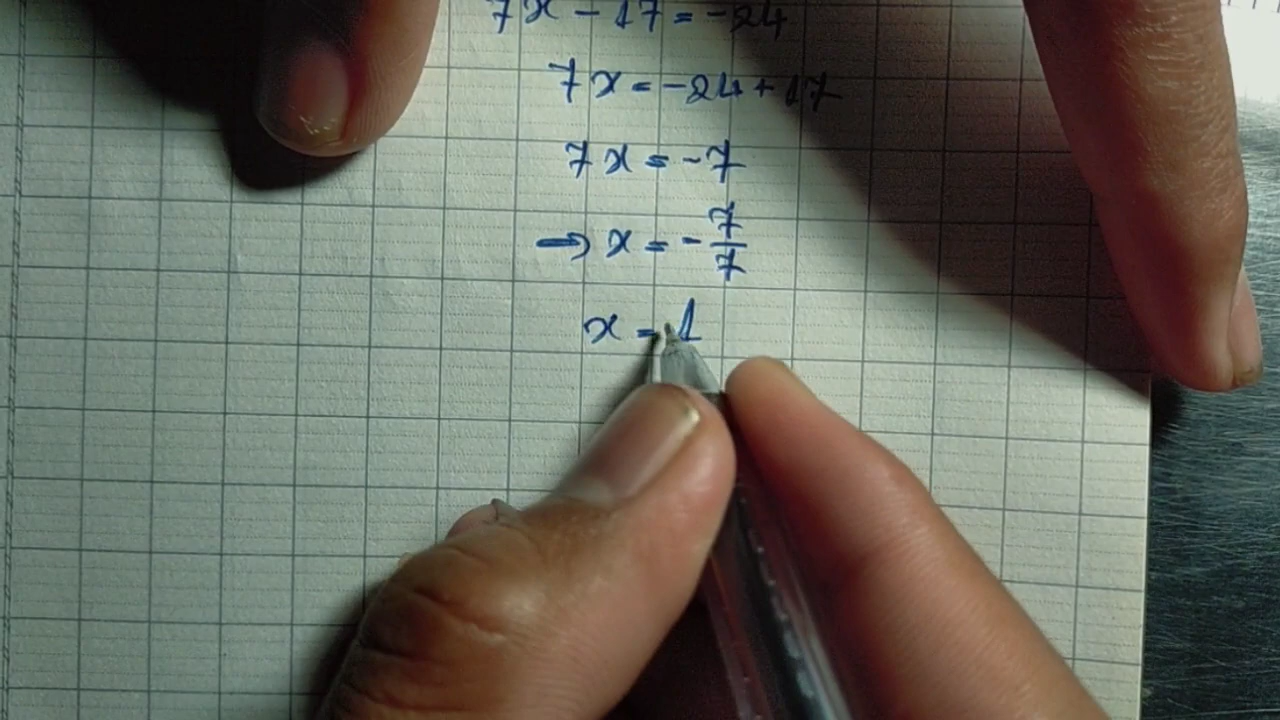 7x - 17 = -24
7x = -24 + 17
7x = -7
⇒ x = -7/7
x = 1